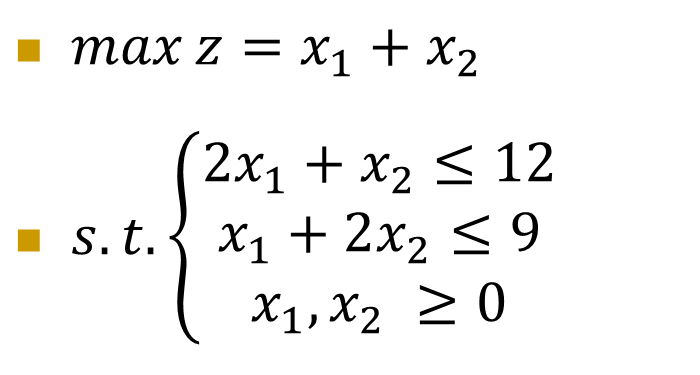 ■ max z = x₁ + x₂
■ s.t. { 2x₁ + x₂ ≤ 12
x₁ + 2x₂ ≤ 9
x₁, x₂ ≥ 0